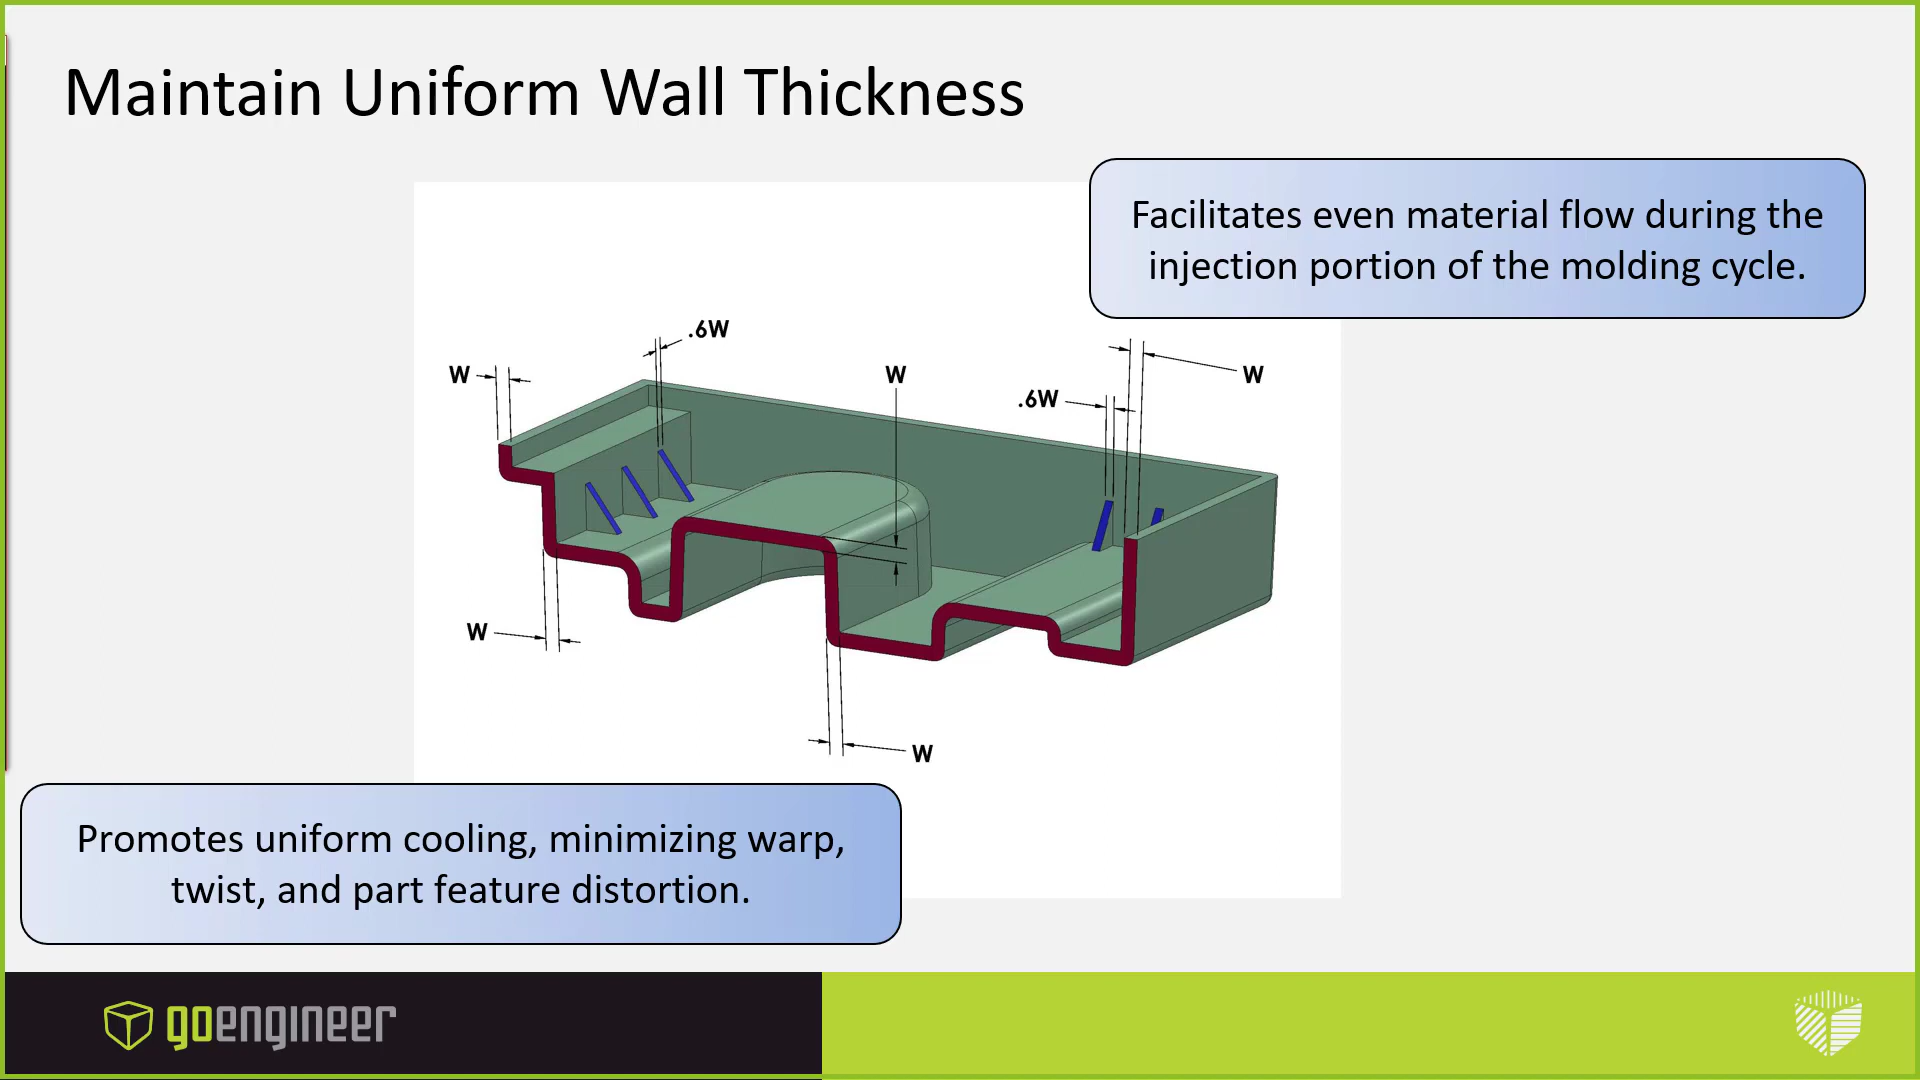 Maintain Uniform Wall Thickness
Facilitates even material flow during the
injection portion of the molding cycle.
.6W
W
W
W
.6W
W
W
Promotes uniform cooling, minimizing warp,
twist, and part feature distortion.
goengineer